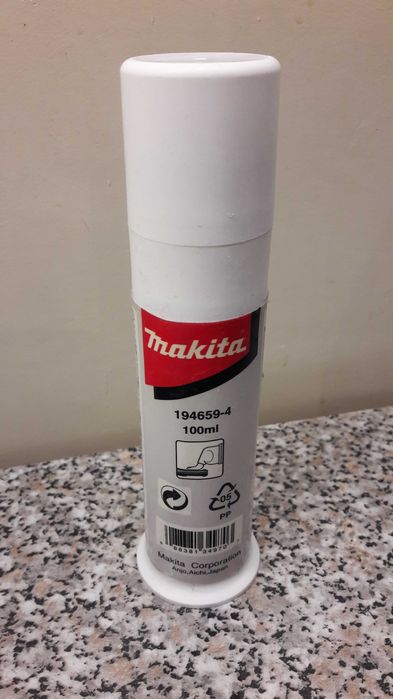 makita
194659-4
100ml
05
PP
Makita Corporation
Anjo,Aichi,Japan